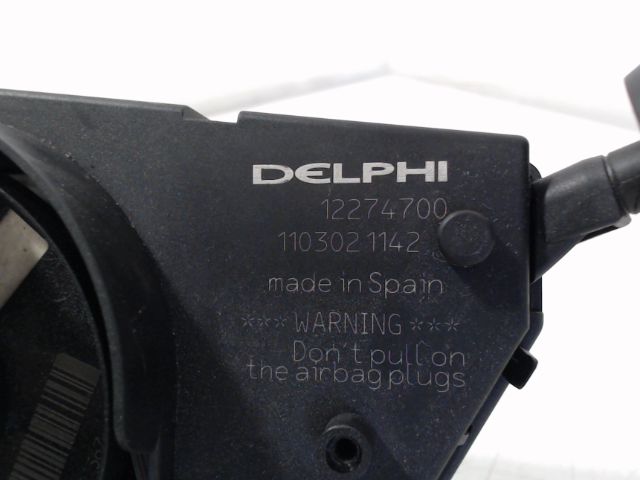 DELPHI
12274700
110302 1142
made in Spain
*** WARNING ***
Don't pull on
the airbag plugs